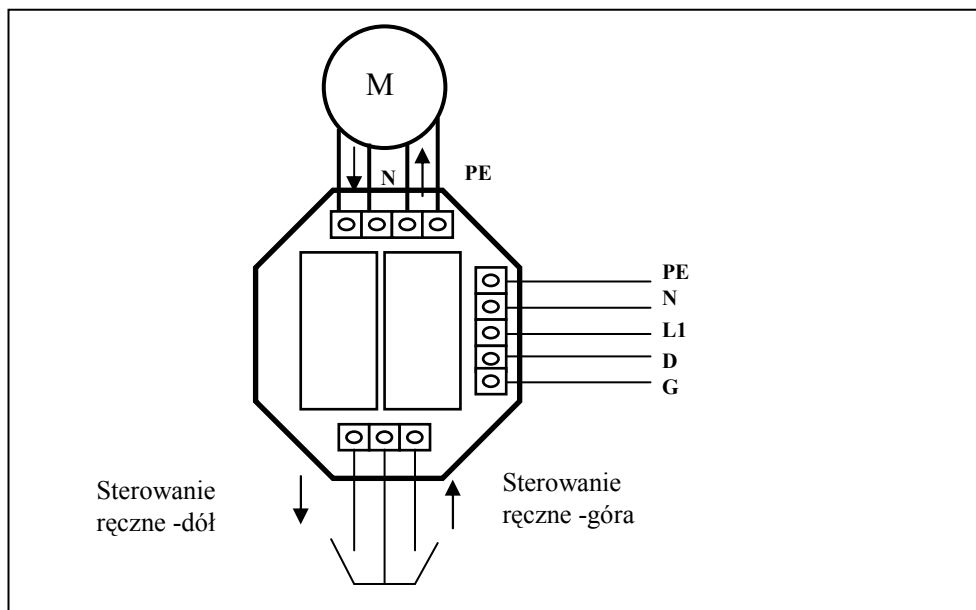 M
N
PE
PE
N
L1
D
G
Sterowanie
ręczne -dół
Sterowanie
ręczne -góra